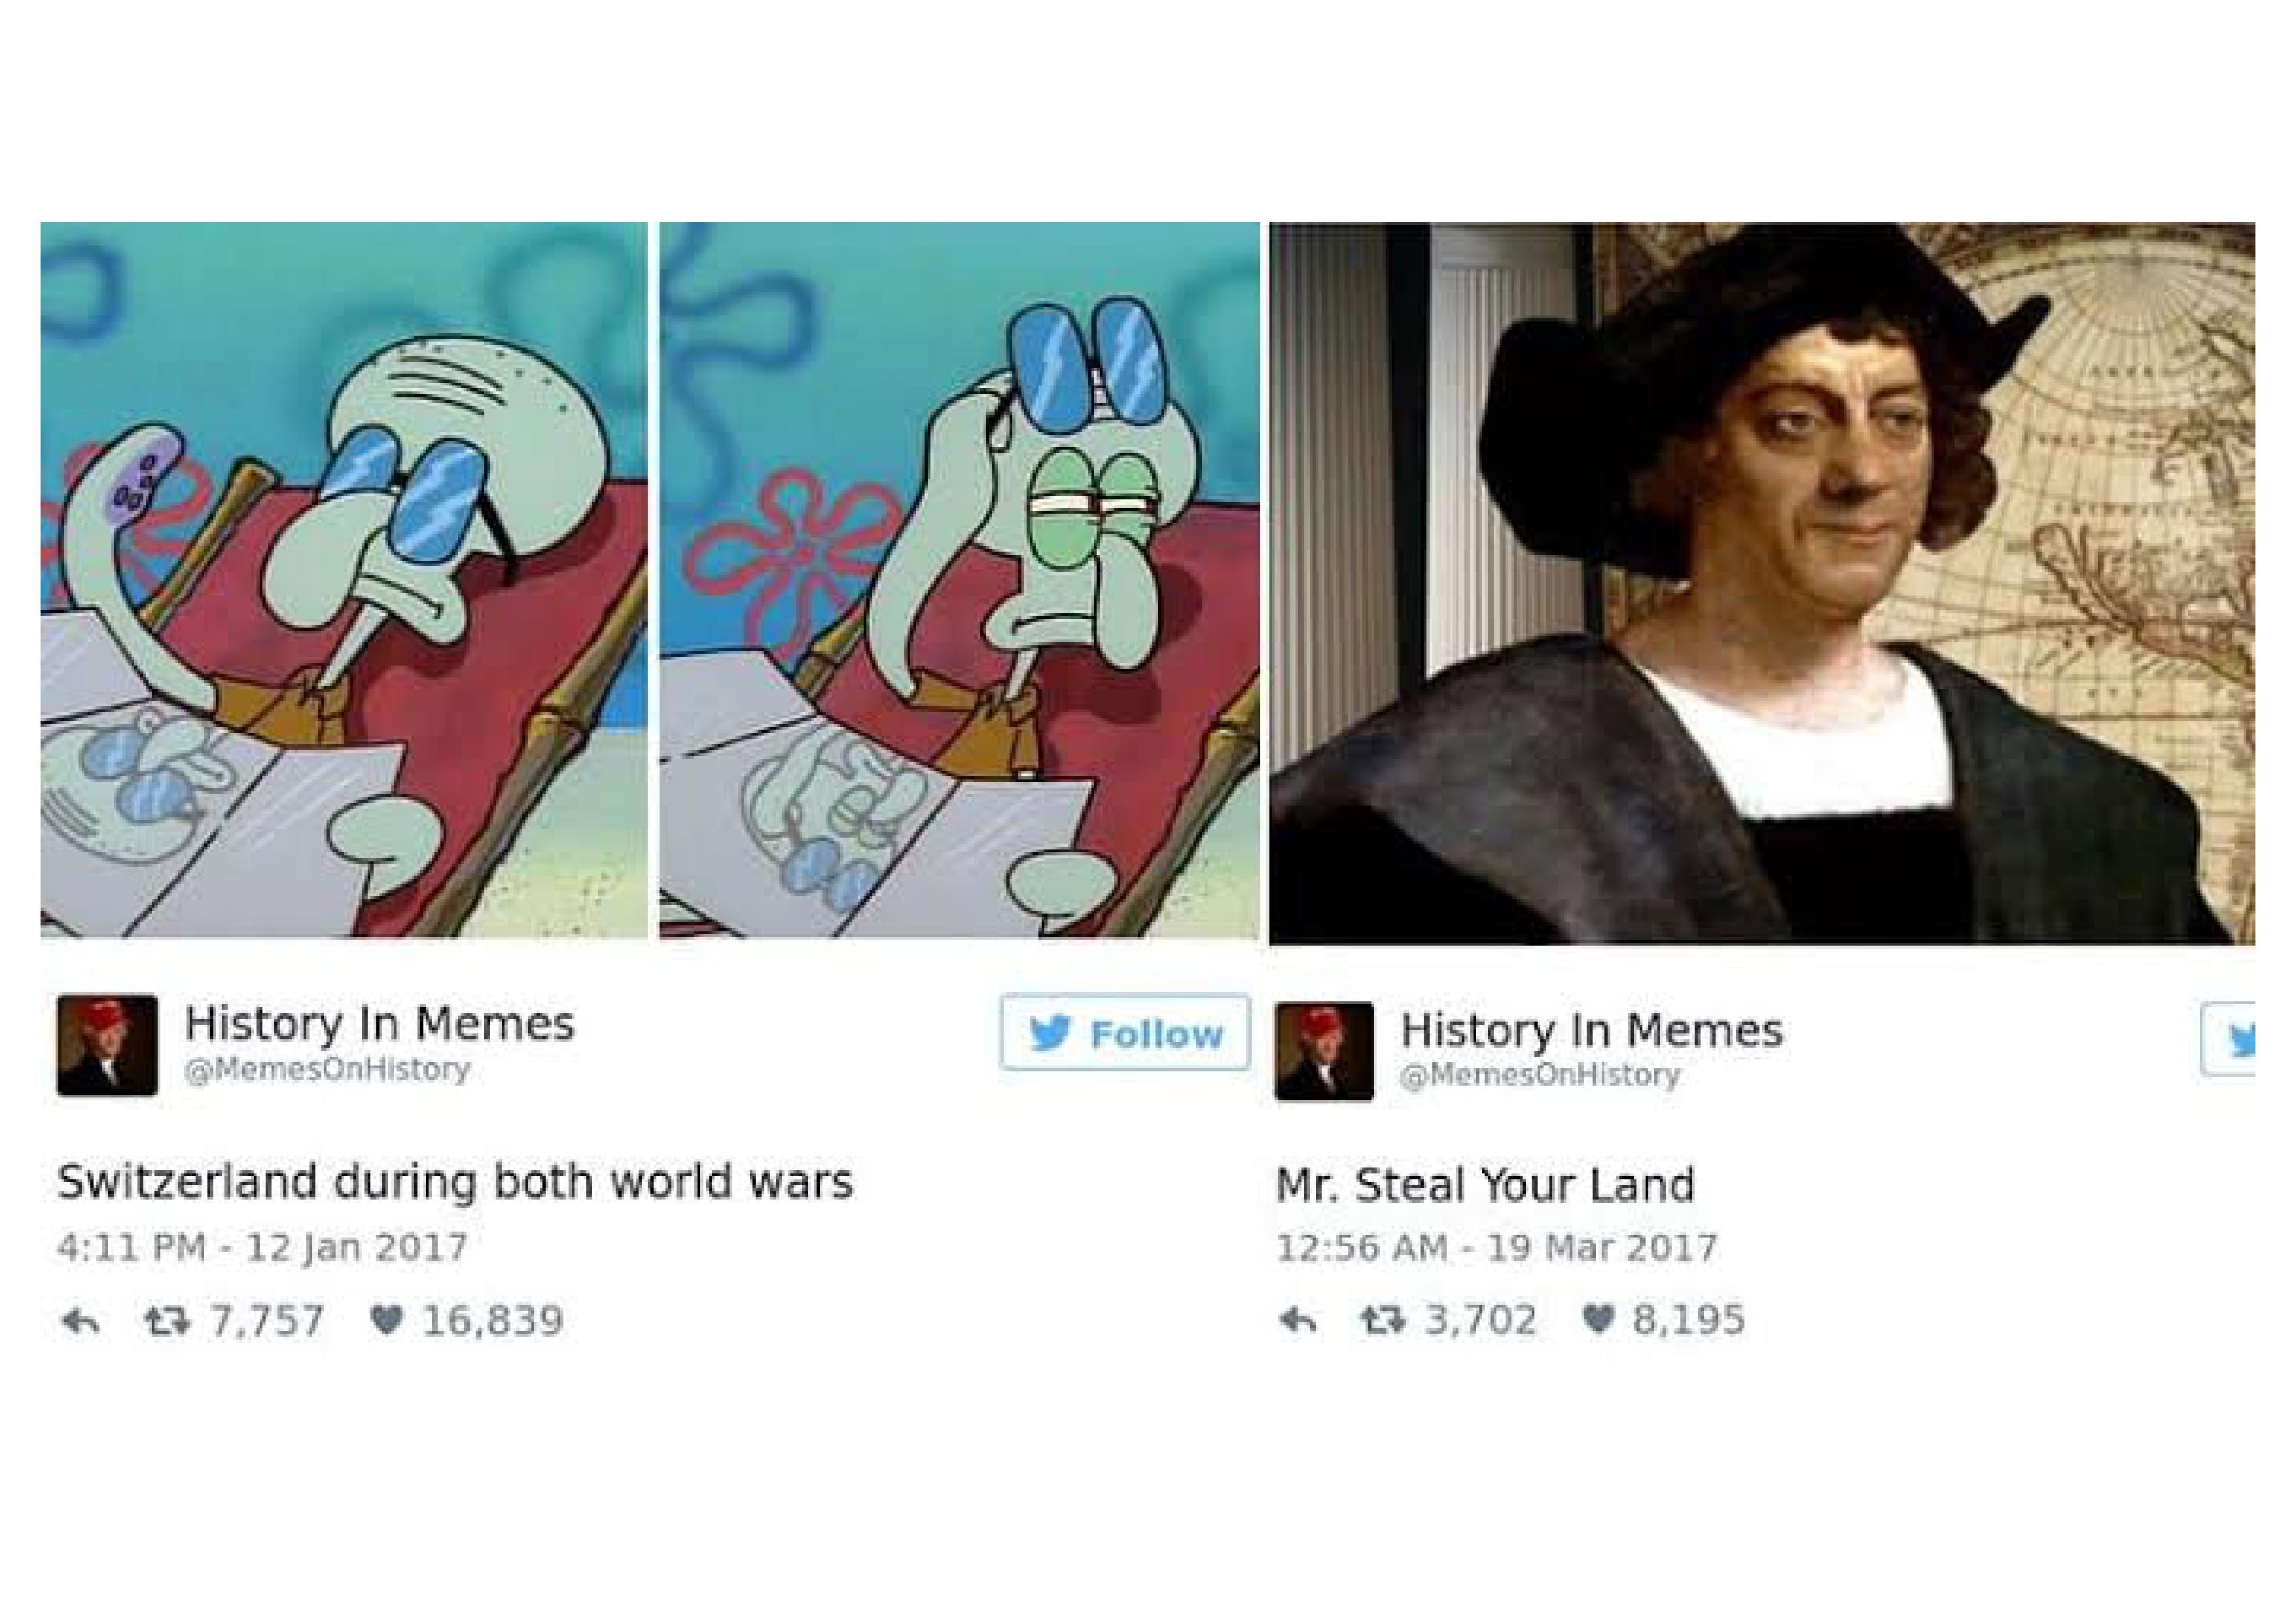 History In Memes
@MemesOnHistory
Follow
Switzerland during both world wars
4:11 PM - 12 Jan 2017
7,757 16,839
History In Memes
@MemesOnHistory
Mr. Steal Your Land
12:56 AM - 19 Mar 2017
3,702 8,195